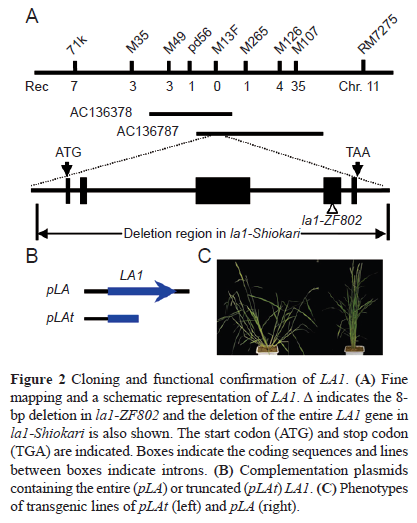 A
71k M35 M49 pd56 M13F M265 M126 M107 RM7275
Rec 7 3 3 1 0 1 4 35 Chr. 11
AC136378
AC136787
ATG TAA
la1-ZF802
Deletion region in la1-Shiokari
B C
LA1
pLA
pLAt
Figure 2 Cloning and functional confirmation of LA1. (A) Fine
mapping and a schematic representation of LA1. Δ indicates the 8-
bp deletion in la1-ZF802 and the deletion of the entire LA1 gene in
la1-Shiokari is also shown. The start codon (ATG) and stop codon
(TGA) are indicated. Boxes indicate the coding sequences and lines
between boxes indicate introns. (B) Complementation plasmids
containing the entire (pLA) or truncated (pLAt) LA1. (C) Phenotypes
of transgenic lines of pLAt (left) and pLA (right).